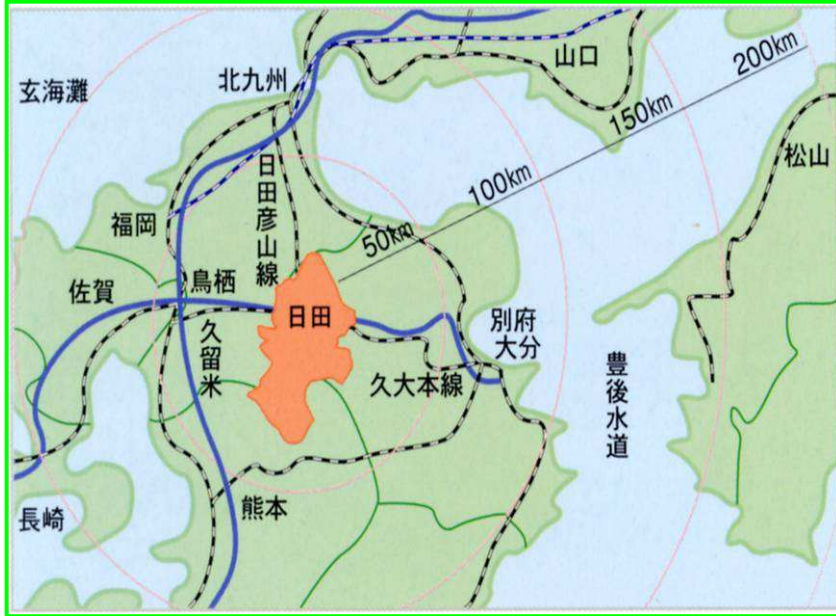 玄海灘
北九州
山口
200km
150km
100km
50km
松山
日田彦山線
福岡
佐賀
鳥栖
日田
別府
大分
久留米
久大本線
豊後水道
熊本
長崎